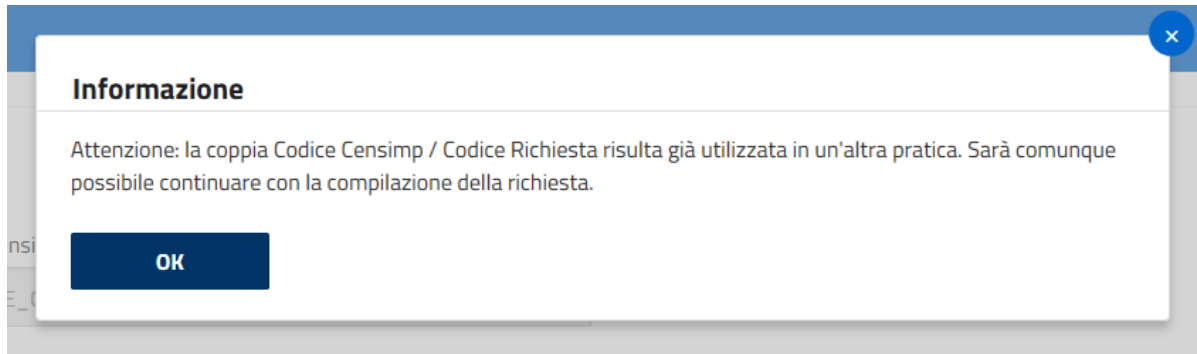 Informazione
Attenzione: la coppia Codice Censimp / Codice Richiesta risulta già utilizzata in un'altra pratica. Sarà comunque
possibile continuare con la compilazione della richiesta.
nsi
OK